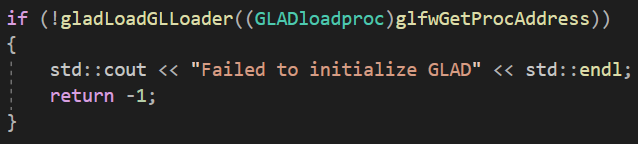 if (!gladLoadGLLoader((GLADloadproc)glfwGetProcAddress))
{
    std::cout << "Failed to initialize GLAD" << std::endl;
    return -1;
}